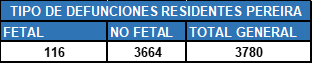 TIPO DE DEFUNCIONES RESIDENTES PEREIRA
FETAL NO FETAL TOTAL GENERAL
116 3664 3780